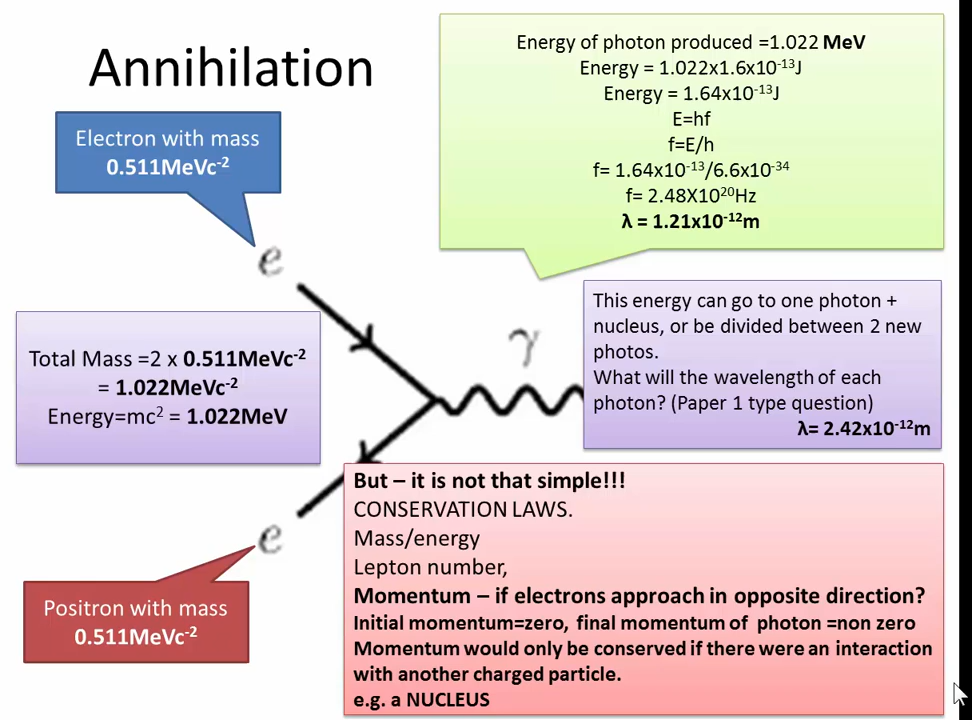 Annihilation
Electron with mass
0.511MeVc⁻²
Energy of photon produced =1.022 MeV
Energy = 1.022x1.6x10⁻¹³J
Energy = 1.64x10⁻¹³J
E=hf
f=E/h
f= 1.64x10⁻¹³/6.6x10⁻³⁴
f= 2.48X10²⁰Hz
λ = 1.21x10⁻¹²m
e
Total Mass =2 x 0.511MeVc⁻²
= 1.022MeVc⁻²
Energy=mc² = 1.022MeV
γ
This energy can go to one photon +
nucleus, or be divided between 2 new
photos.
What will the wavelength of each
photon? (Paper 1 type question)
λ= 2.42x10⁻¹²m
e
Positron with mass
0.511MeVc⁻²
But – it is not that simple!!!
CONSERVATION LAWS.
Mass/energy
Lepton number,
Momentum – if electrons approach in opposite direction?
Initial momentum=zero, final momentum of photon =non zero
Momentum would only be conserved if there were an interaction
with another charged particle.
e.g. a NUCLEUS